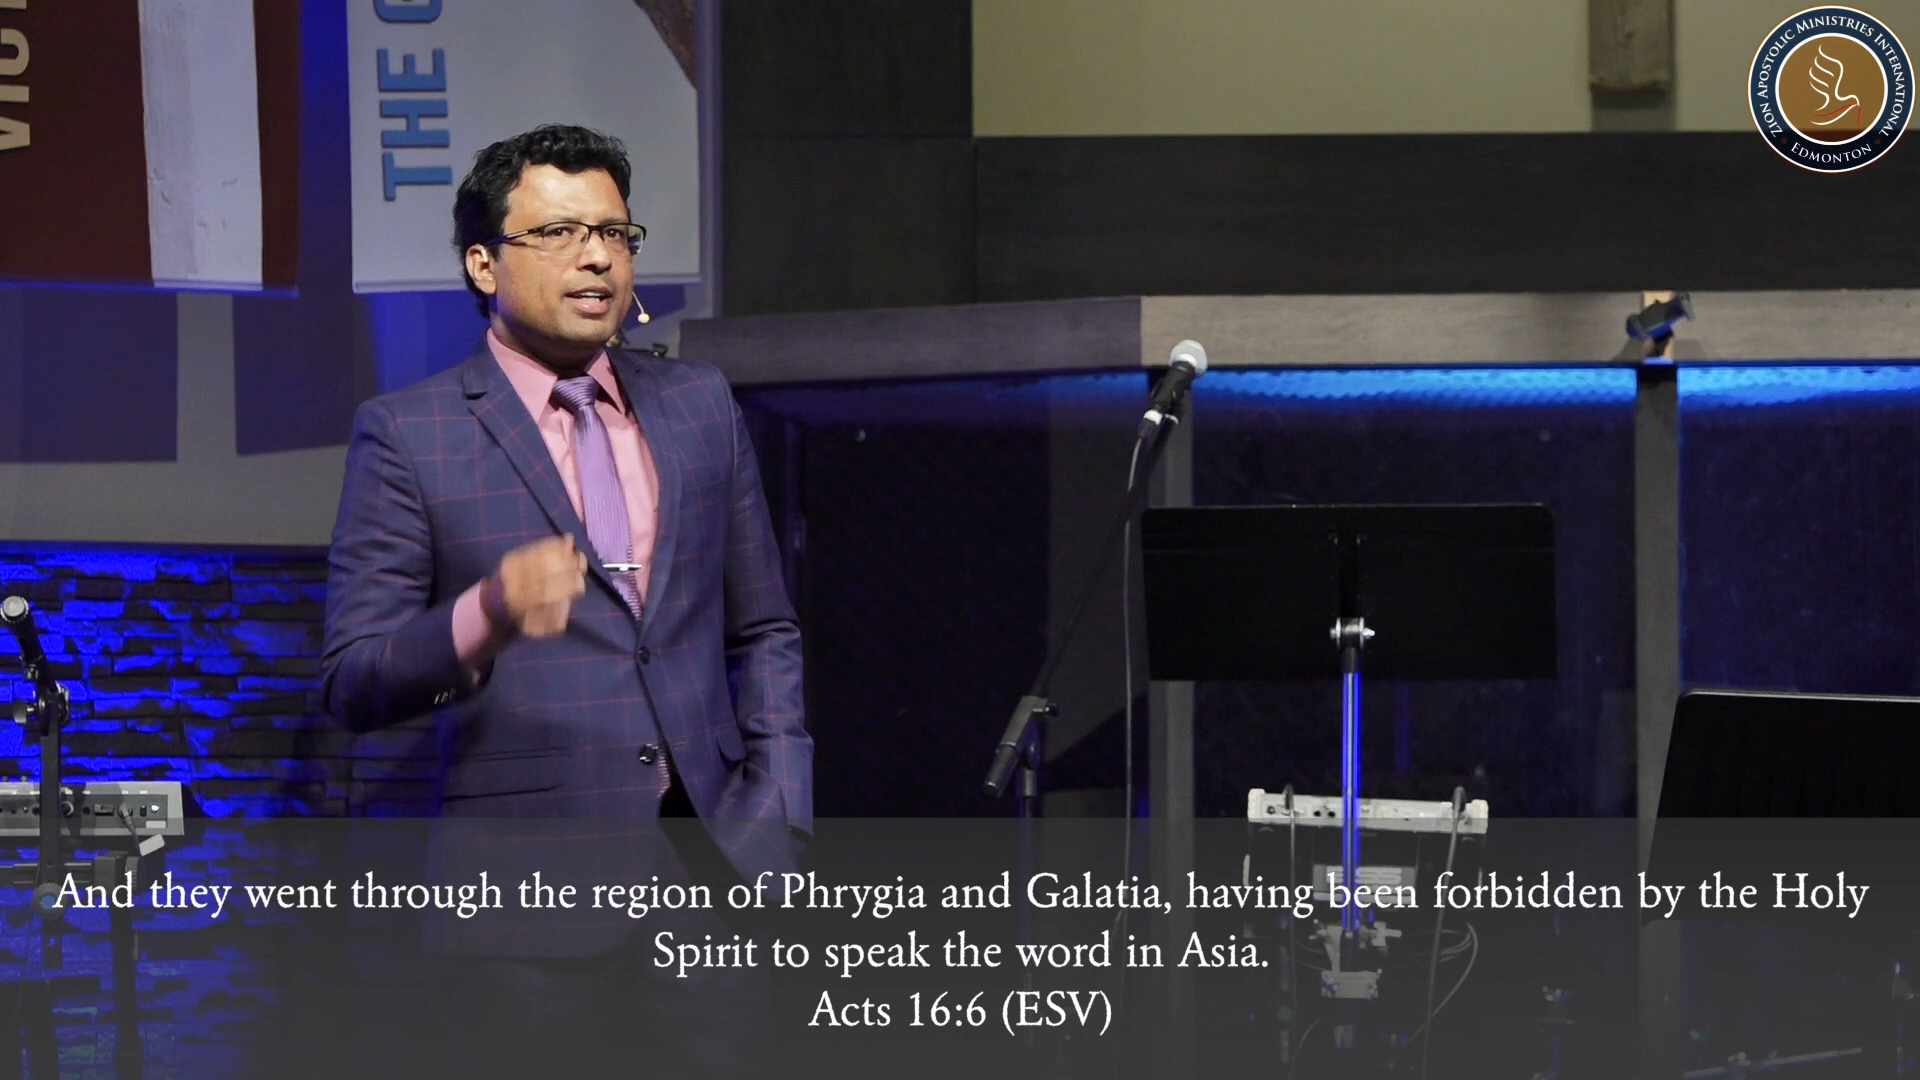 VIC
THE
ZION APOSTOLIC MINISTRIES INTERNATIONAL
EDMONTON
And they went through the region of Phrygia and Galatia, having been forbidden by the Holy
Spirit to speak the word in Asia.
Acts 16:6 (ESV)